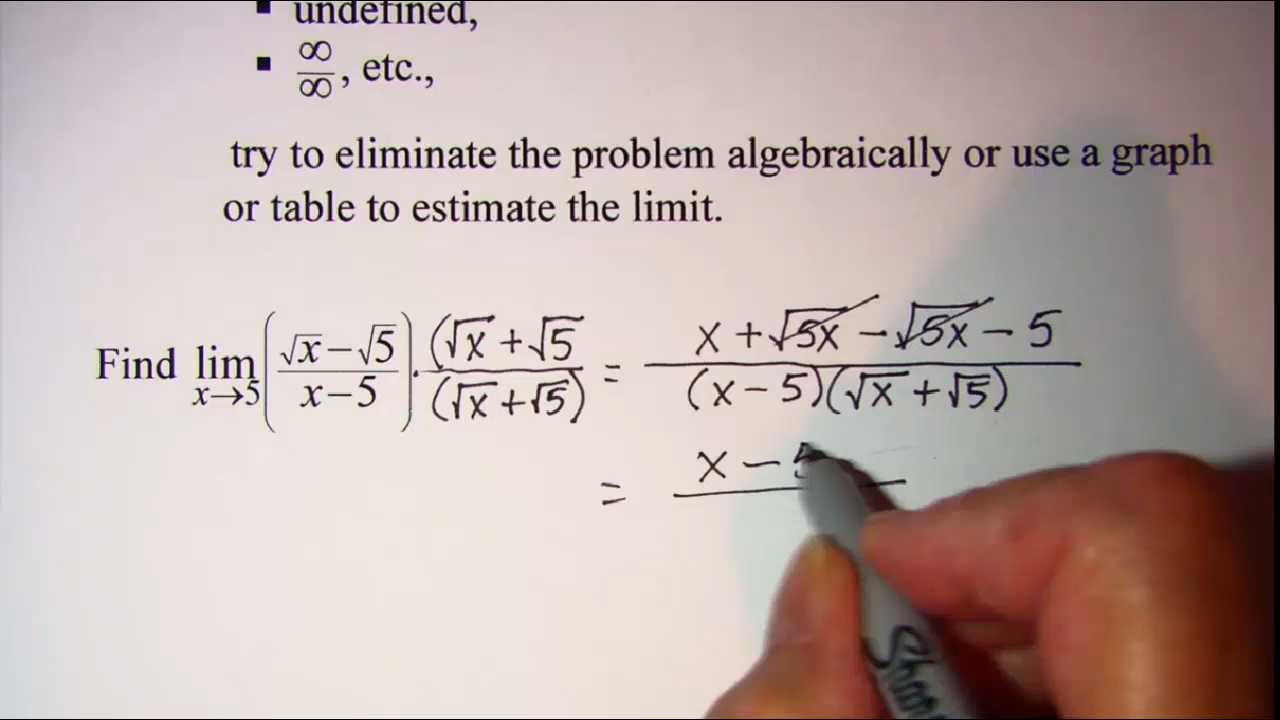 ▪ undefined,
▪ ∞/∞, etc.,
try to eliminate the problem algebraically or use a graph
or table to estimate the limit.
Find lim x→5 ((√x − √5)/(x − 5)) · (√x + √5/(√x + √5) = (x + √5x − √5x − 5)/((x − 5)(√x + √5))
= x − 5